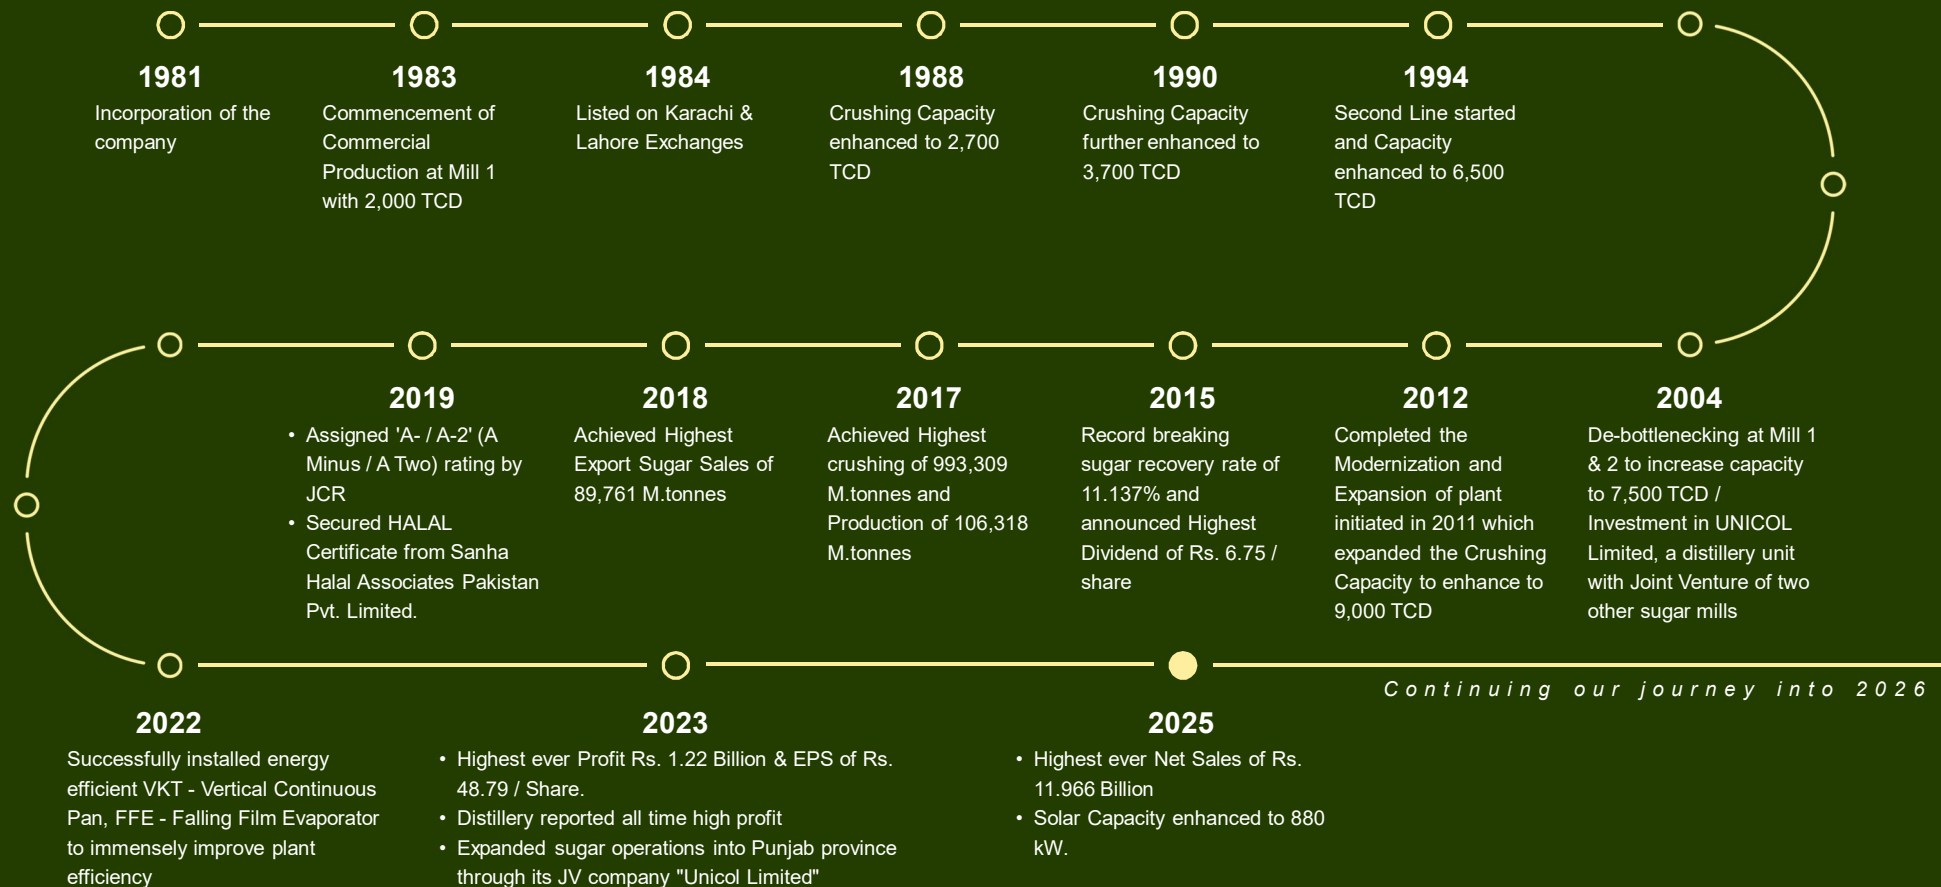 1981
Incorporation of the
company
1983
Commencement of
Commercial
Production at Mill 1
with 2,000 TCD
1984
Listed on Karachi &
Lahore Exchanges
1988
Crushing Capacity
enhanced to 2,700
TCD
1990
Crushing Capacity
further enhanced to
3,700 TCD
1994
Second Line started
and Capacity
enhanced to 6,500
TCD
2004
De-bottlenecking at Mill 1
& 2 to increase capacity
to 7,500 TCD /
Investment in UNICOL
Limited, a distillery unit
with Joint Venture of two
other sugar mills
2012
Completed the
Modernization and
Expansion of plant
initiated in 2011 which
expanded the Crushing
Capacity to enhance to
9,000 TCD
2015
Record breaking
sugar recovery rate of
11.137% and
announced Highest
Dividend of Rs. 6.75 /
share
2017
Achieved Highest
crushing of 993,309
M.tonnes and
Production of 106,318
M.tonnes
2018
Achieved Highest
Export Sugar Sales of
89,761 M.tonnes
2019
• Assigned 'A- / A-2' (A
Minus / A Two) rating by
JCR
• Secured HALAL
Certificate from Sanha
Halal Associates Pakistan
Pvt. Limited.
2022
Successfully installed energy
efficient VKT - Vertical Continuous
Pan, FFE - Falling Film Evaporator
to immensely improve plant
efficiency
2023
• Highest ever Profit Rs. 1.22 Billion & EPS of Rs.
48.79 / Share.
• Distillery reported all time high profit
• Expanded sugar operations into Punjab province
through its JV company "Unicol Limited"
2025
• Highest ever Net Sales of Rs.
11.966 Billion
• Solar Capacity enhanced to 880
kW.
Continuing our journey into 2026